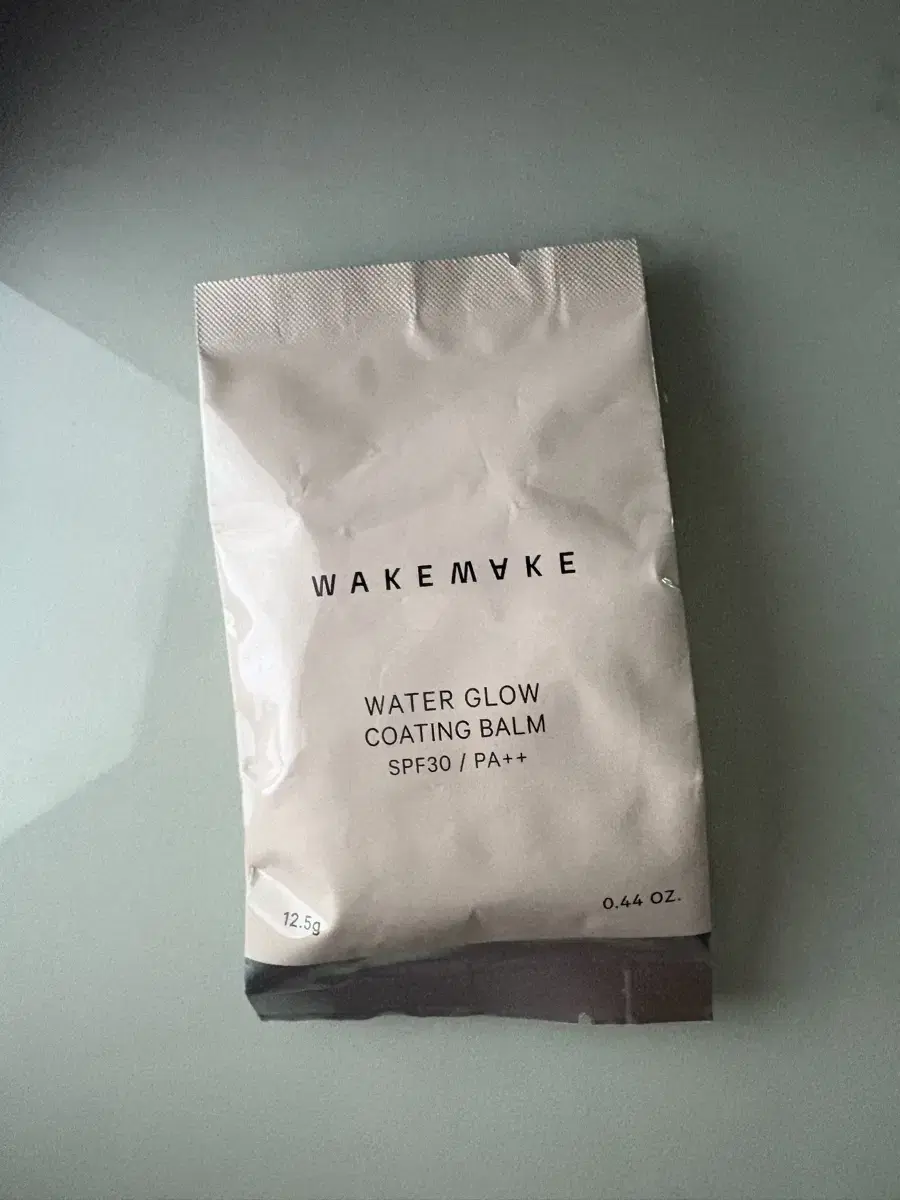 WAKEMAKE
WATER GLOW
COATING BALM
SPF30 / PA++
12.5g
0.44 OZ.